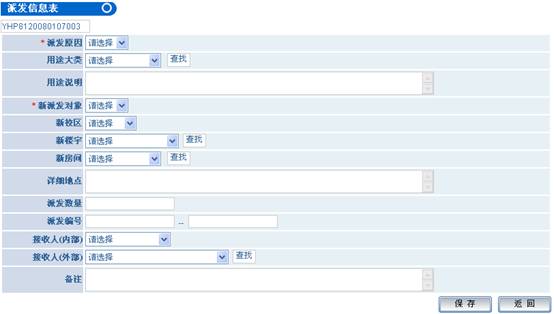 派发信息表
YHP8120080107003
* 派发原因 请选择
用途大类 请选择 查找
用途说明
* 新派发对象 请选择
新校区 请选择
新楼宇 请选择 查找
新房间 请选择 查找
详细地点
派发数量
派发编号 --
接收人(内部) 请选择
接收人(外部) 请选择 查找
备注
保存 返回